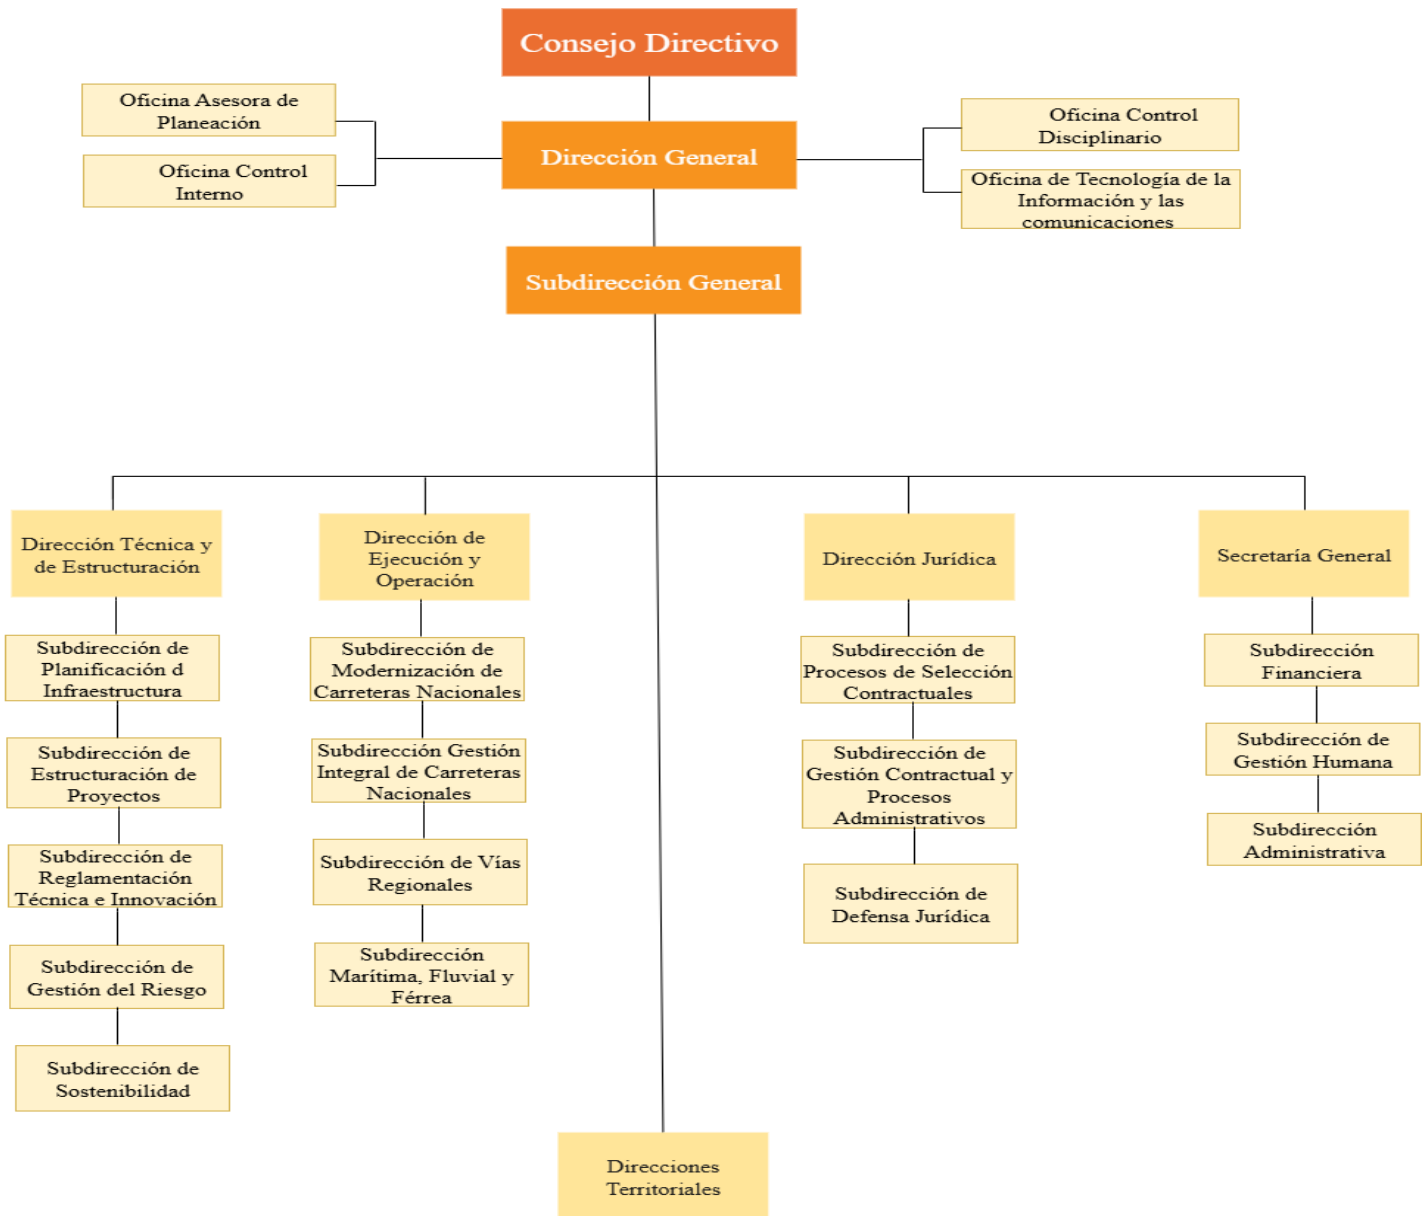 Consejo Directivo
Oficina Asesora de
Planeación
Oficina Control
Interno
Dirección General
Oficina Control
Disciplinario
Oficina de Tecnología de la
Información y las
comunicaciones
Subdirección General
Dirección Técnica y
de Estructuración
Subdirección de
Planificación d
Infraestructura
Subdirección de
Estructuración de
Proyectos
Subdirección de
Reglamentación
Técnica e Innovación
Subdirección de
Gestión del Riesgo
Subdirección de
Sostenibilidad
Dirección de
Ejecución y
Operación
Subdirección de
Modernización de
Carreteras Nacionales
Subdirección Gestión
Integral de Carreteras
Nacionales
Subdirección de Vías
Regionales
Subdirección
Marítima, Fluvial y
Férrea
Dirección Jurídica
Subdirección de
Procesos de Selección
Contractuales
Subdirección de
Gestión Contractual y
Procesos
Administrativos
Subdirección de
Defensa Jurídica
Secretaría General
Subdirección
Financiera
Subdirección de
Gestión Humana
Subdirección
Administrativa
Direcciones
Territoriales